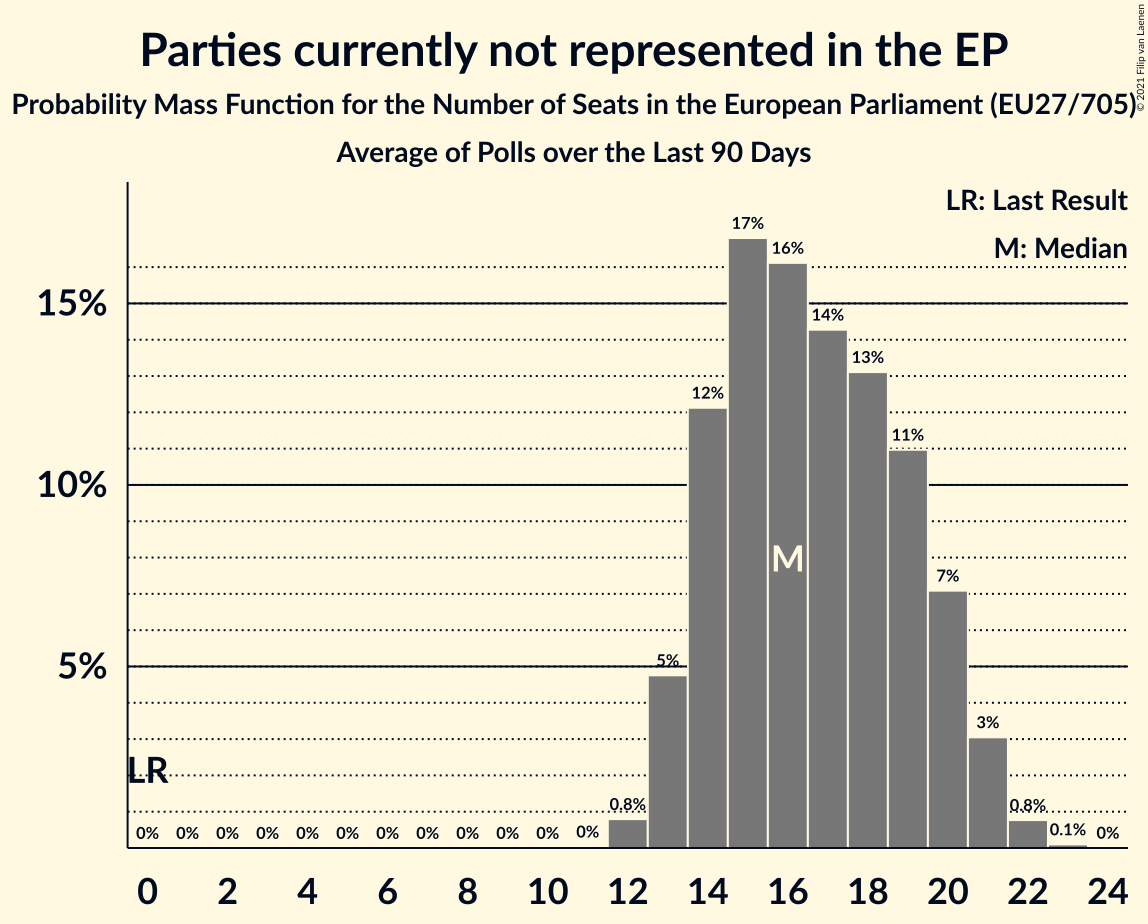 Parties currently not represented in the EP
Probability Mass Function for the Number of Seats in the European Parliament (EU27/705)
Average of Polls over the Last 90 Days
© 2021 Filip van Laenen
LR: Last Result
M: Median
17%
16%
15%
14%
13%
12%
11%
10%
M
7%
5%
5%
3%
LR
0% 0% 0% 0% 0% 0% 0% 0% 0% 0% 0% 0% 0.8% 0.8% 0.1% 0%
0 2 4 6 8 10 12 14 16 18 20 22 24